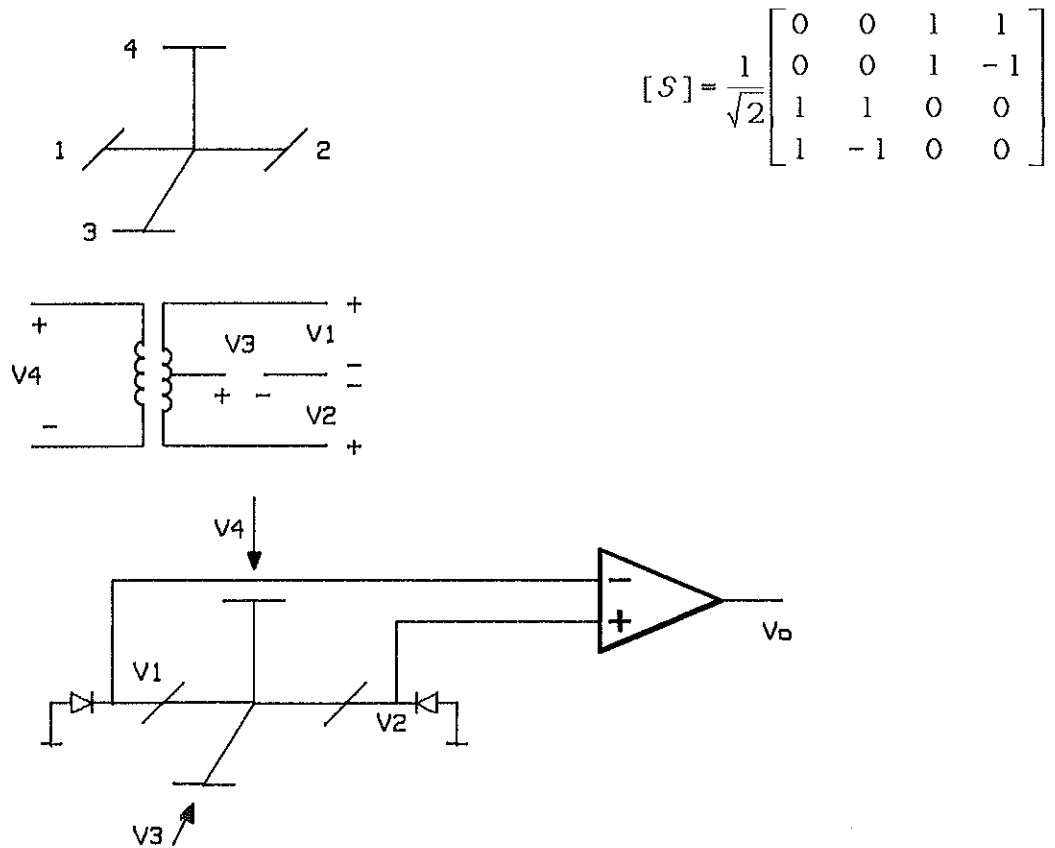 4
1
2
3
[S] = 1/√2
0 0 1 1
0 0 1 -1
1 1 0 0
1 -1 0 0
+
+
V3
V1
V4
-
-
+ -
V2
-
+
V4
-
+
Vo
V1
V2
V3